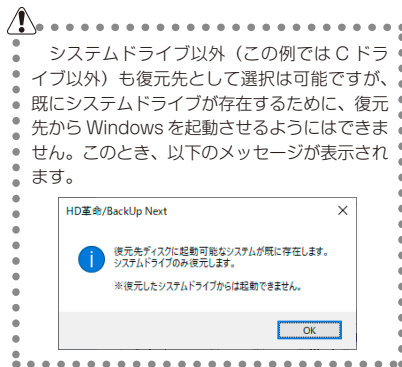 システムドライブ以外（この例では C ドラ
イブ以外）も復元先として選択は可能ですが、
既にシステムドライブが存在するために、復元
先から Windows を起動させるようにはできま
せん。このとき、以下のメッセージが表示され
ます。
HD革命/BackUp Next
復元先ディスクに起動可能なシステムが既に存在します。
システムドライブのみ復元します。
※復元したシステムドライブからは起動できません。
OK